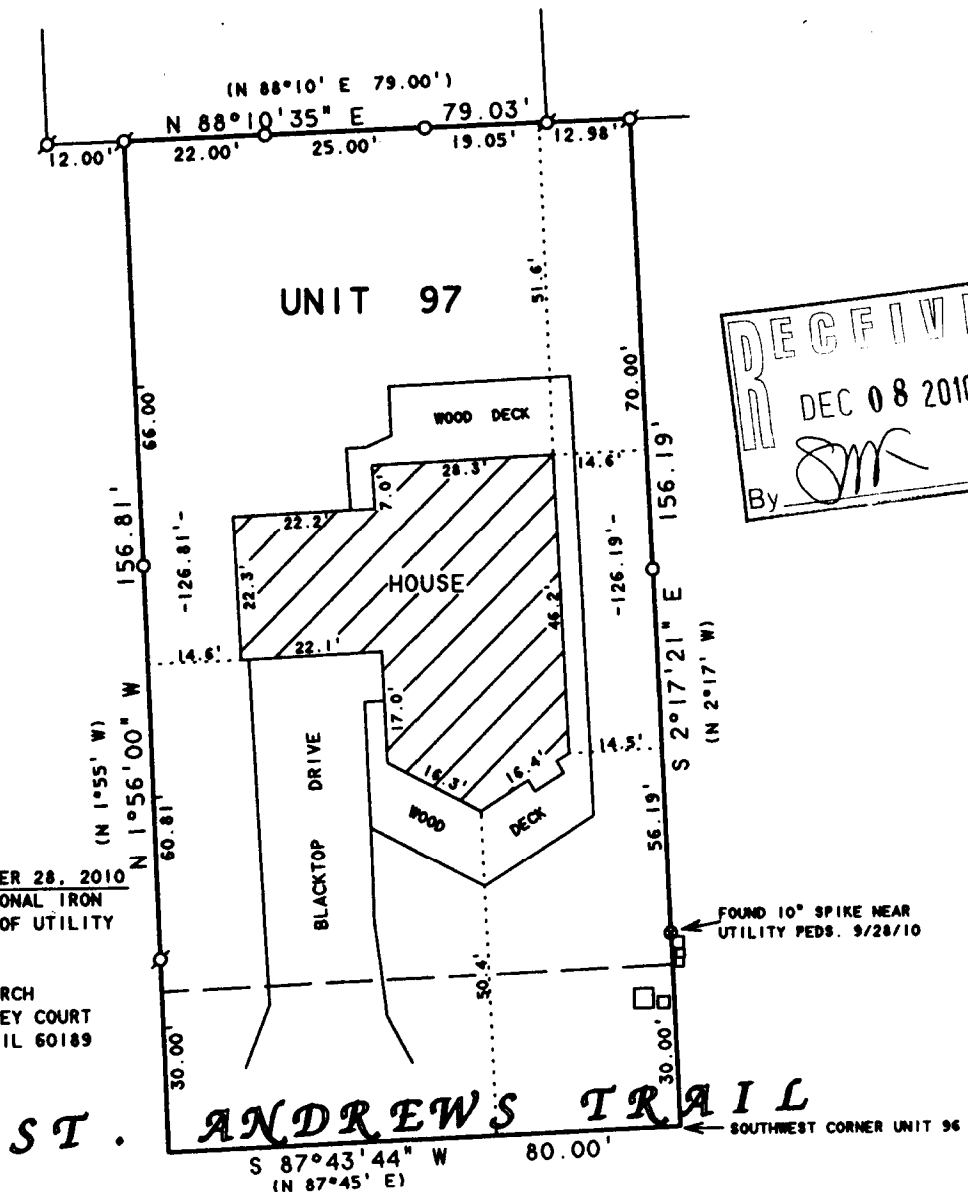 (N 88°10' E 79.00')
N 88°10'35" E 79.03'
12.00' 22.00' 25.00' 19.05' 12.98'
UNIT 97
51.6'
66.00'
70.00'
156.81'
-126.81'-
156.19'
-126.19'-
WOOD DECK
28.3'
14.6'
7.0'
22.2'
HOUSE
22.3'
46.2'
22.1'
14.6'
17.0'
14.5'
16.3'
16.4'
WOOD DECK
BLACKTOP DRIVE
N 1°56'00" W
(N 1°55' W)
60.81'
S 2°17'21" E
(N 2°17' W)
56.19'
DEC 08 2010
By
ER 28, 2010
ONAL IRON
OF UTILITY
RCH
EY COURT
IL 60189
FOUND 10" SPIKE NEAR
UTILITY PEDS. 9/28/10
50.4'
30.00'
30.00'
ST. ANDREWS TRAIL
SOUTHWEST CORNER UNIT 96
S 87°43'44" W 80.00'
(N 87°45' E)